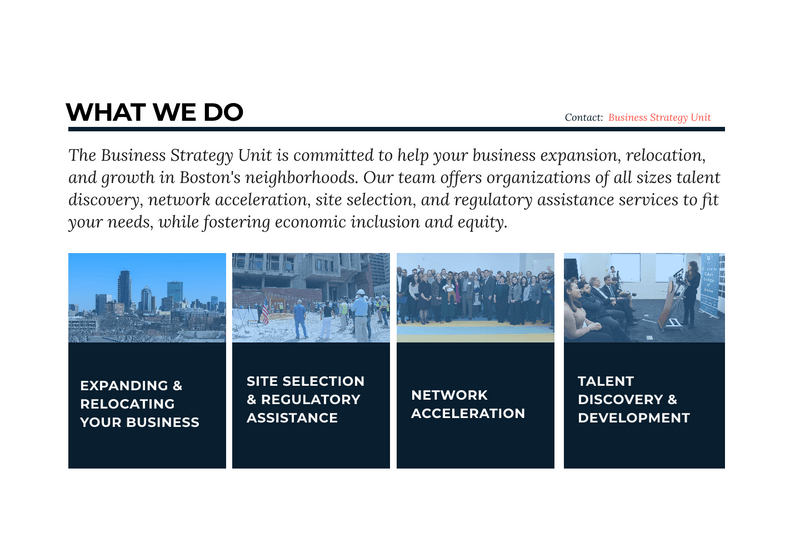 WHAT WE DO
Contact: Business Strategy Unit
The Business Strategy Unit is committed to help your business expansion, relocation,
and growth in Boston's neighborhoods. Our team offers organizations of all sizes talent
discovery, network acceleration, site selection, and regulatory assistance services to fit
your needs, while fostering economic inclusion and equity.
EXPANDING &
RELOCATING
YOUR BUSINESS
SITE SELECTION
& REGULATORY
ASSISTANCE
NETWORK
ACCELERATION
TALENT
DISCOVERY &
DEVELOPMENT